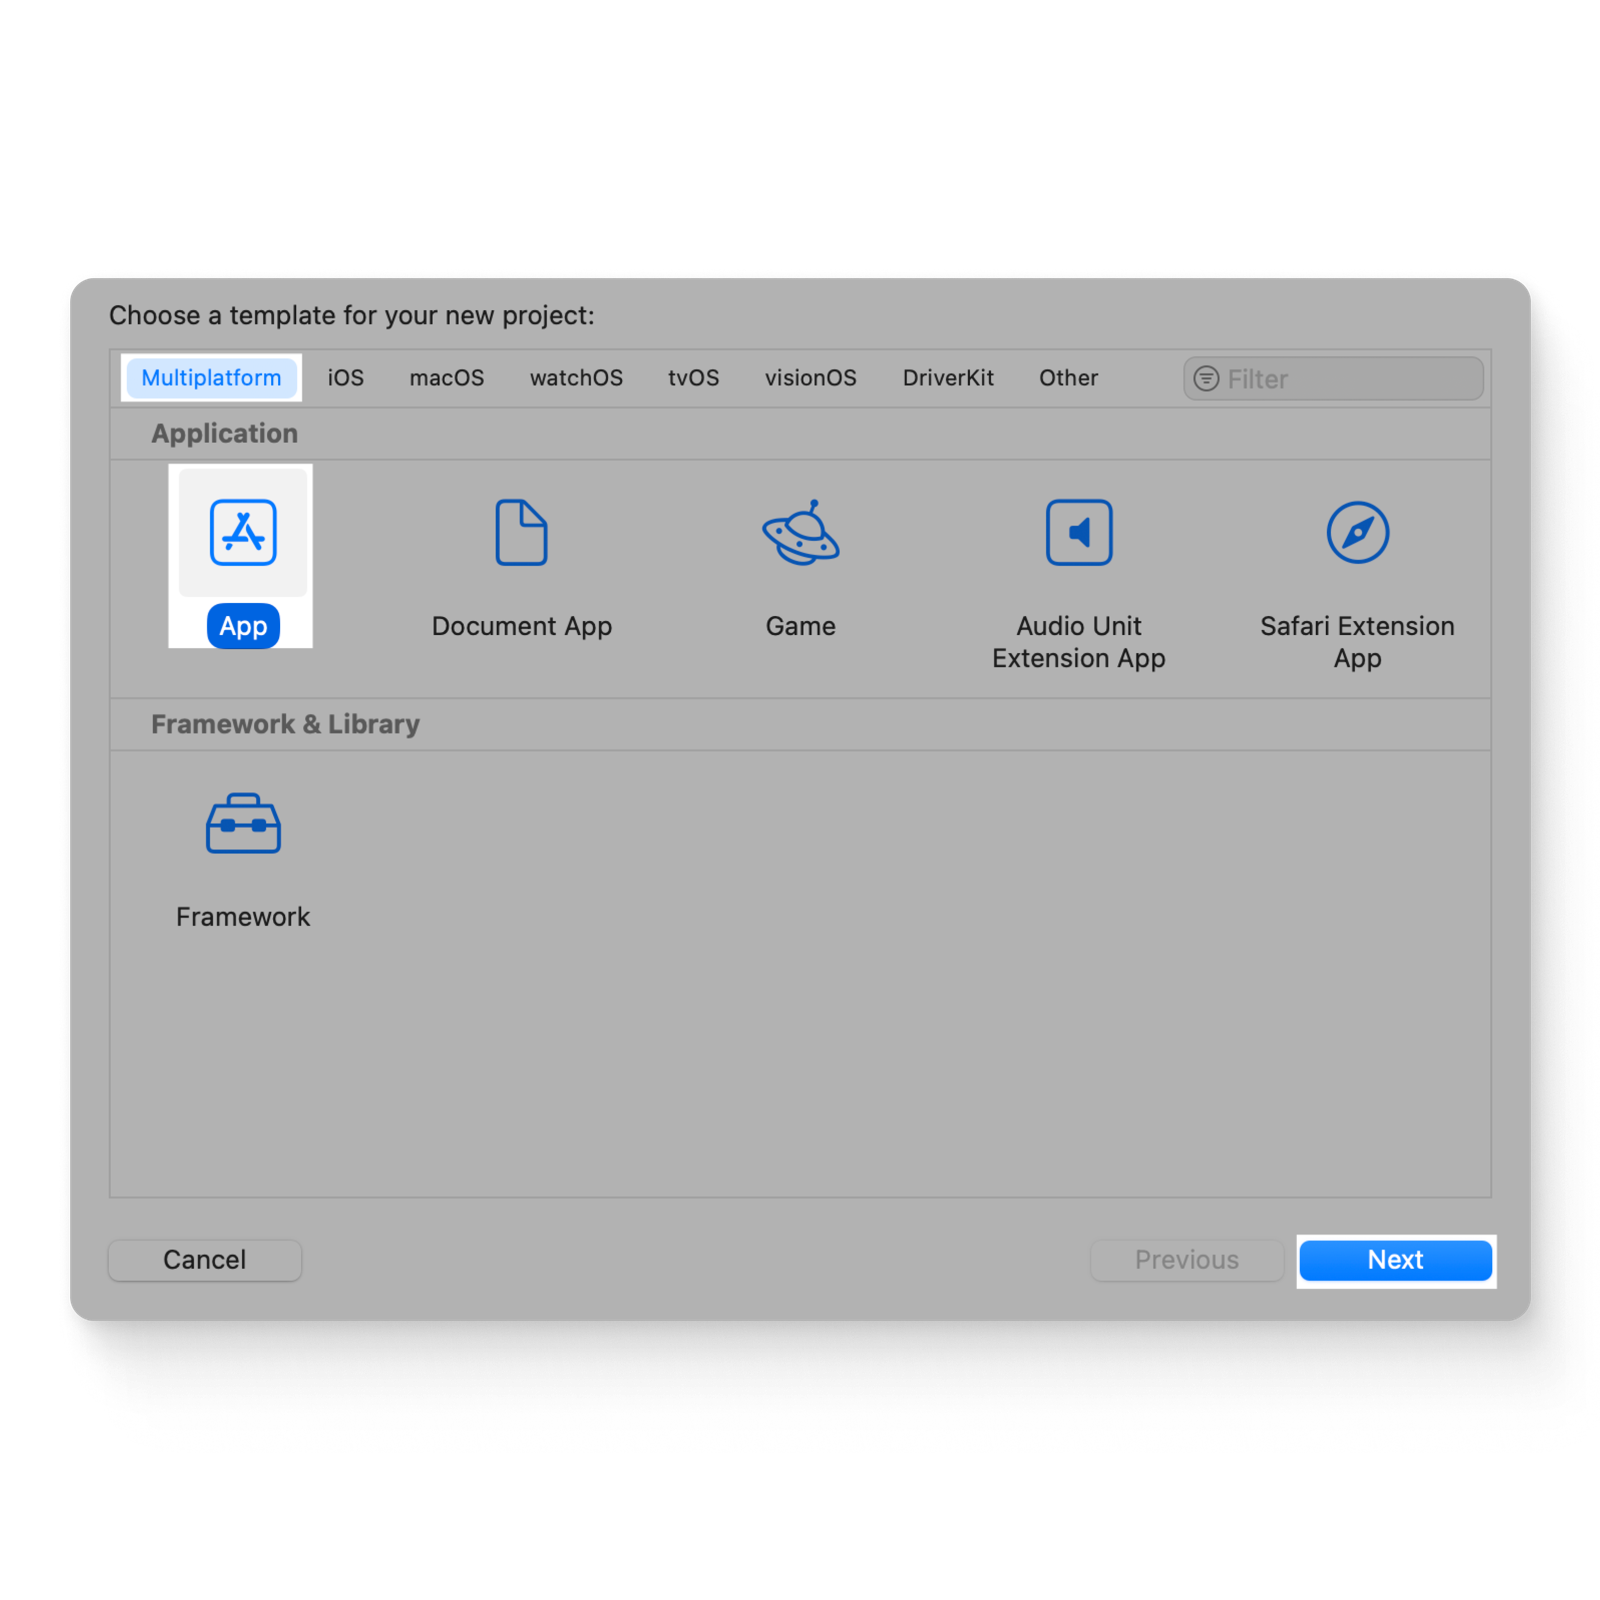 Choose a template for your new project:
Multiplatform iOS macOS watchOS tvOS visionOS DriverKit Other Filter
Application
App Document App Game Audio Unit Extension App Safari Extension App
Framework & Library
Framework
Cancel Previous Next